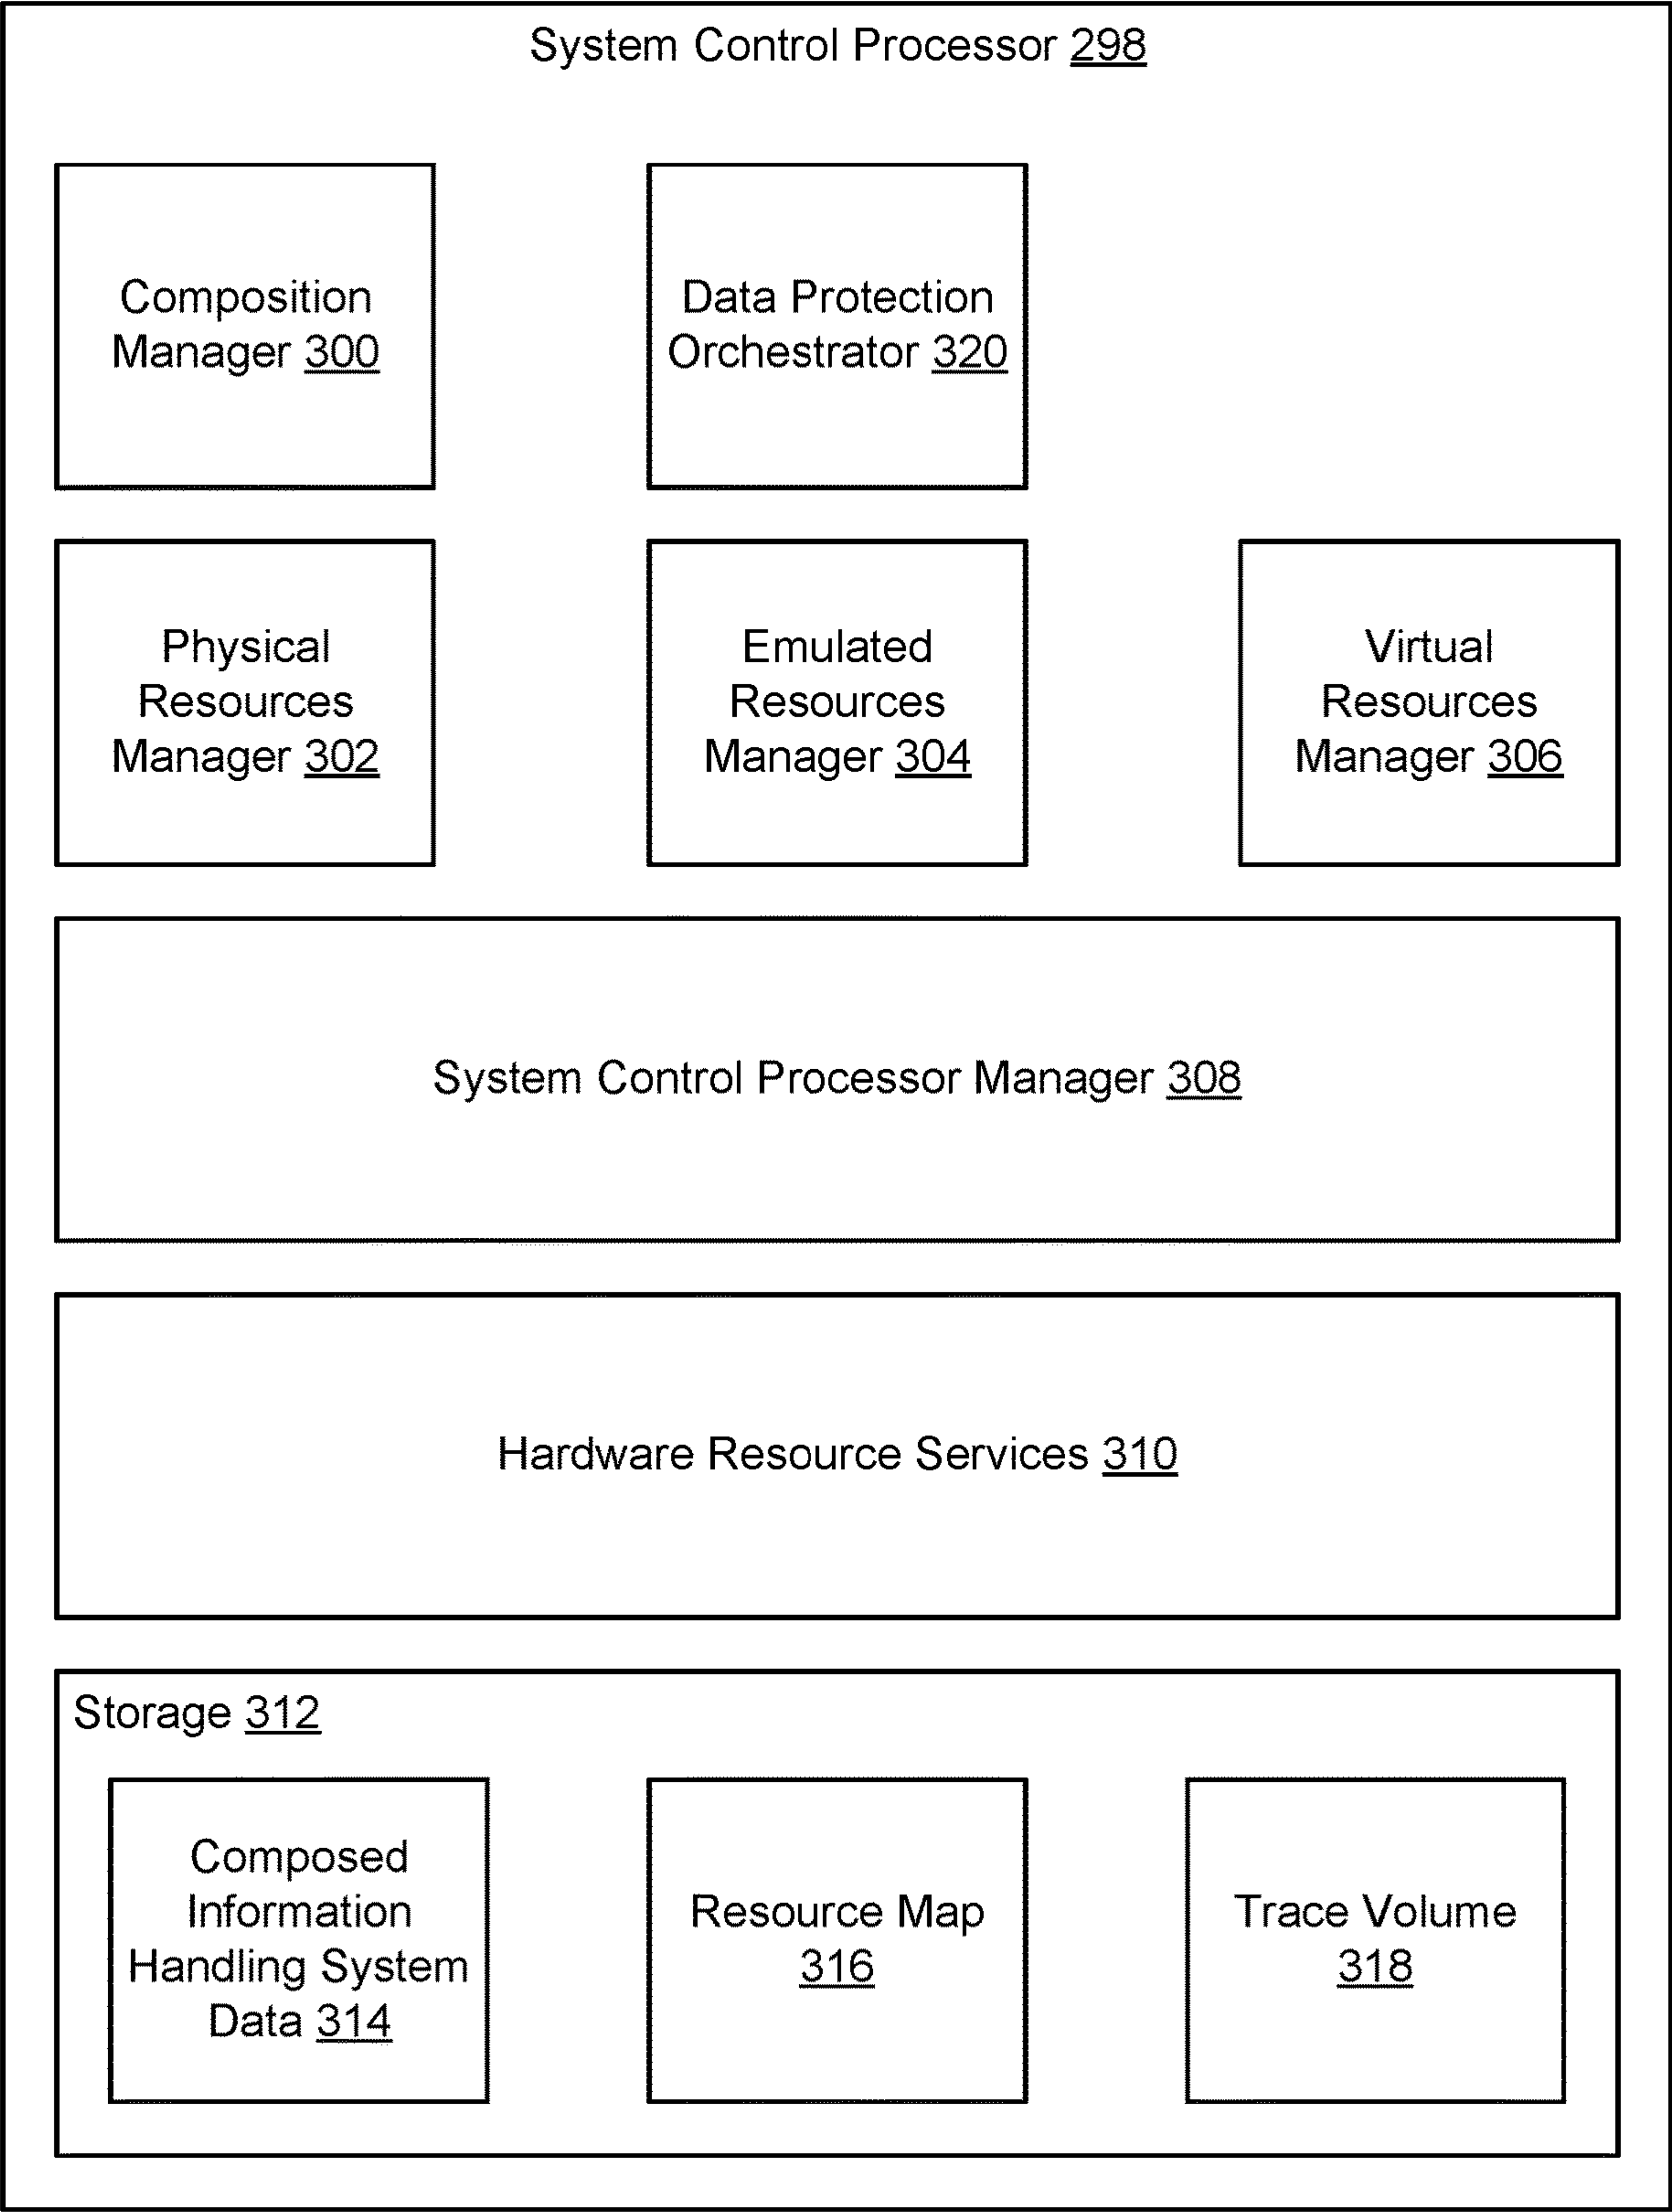 System Control Processor 298
Composition
Manager 300
Data Protection
Orchestrator 320
Physical
Resources
Manager 302
Emulated
Resources
Manager 304
Virtual
Resources
Manager 306
System Control Processor Manager 308
Hardware Resource Services 310
Storage 312
Composed
Information
Handling System
Data 314
Resource Map
316
Trace Volume
318